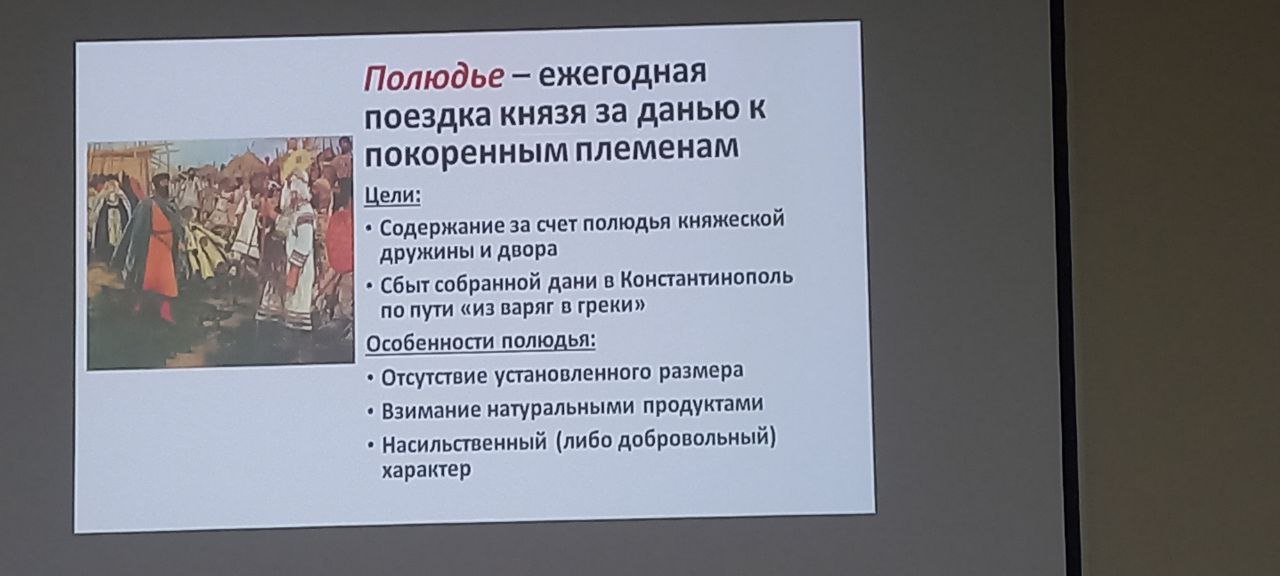 Полюдье – ежегодная
поездка князя за данью к
покоренным племенам
Цели:
• Содержание за счет полюдья княжеской
дружины и двора
• Сбыт собранной дани в Константинополь
по пути «из варяг в греки»
Особенности полюдья:
• Отсутствие установленного размера
• Взимание натуральными продуктами
• Насильственный (либо добровольный)
характер